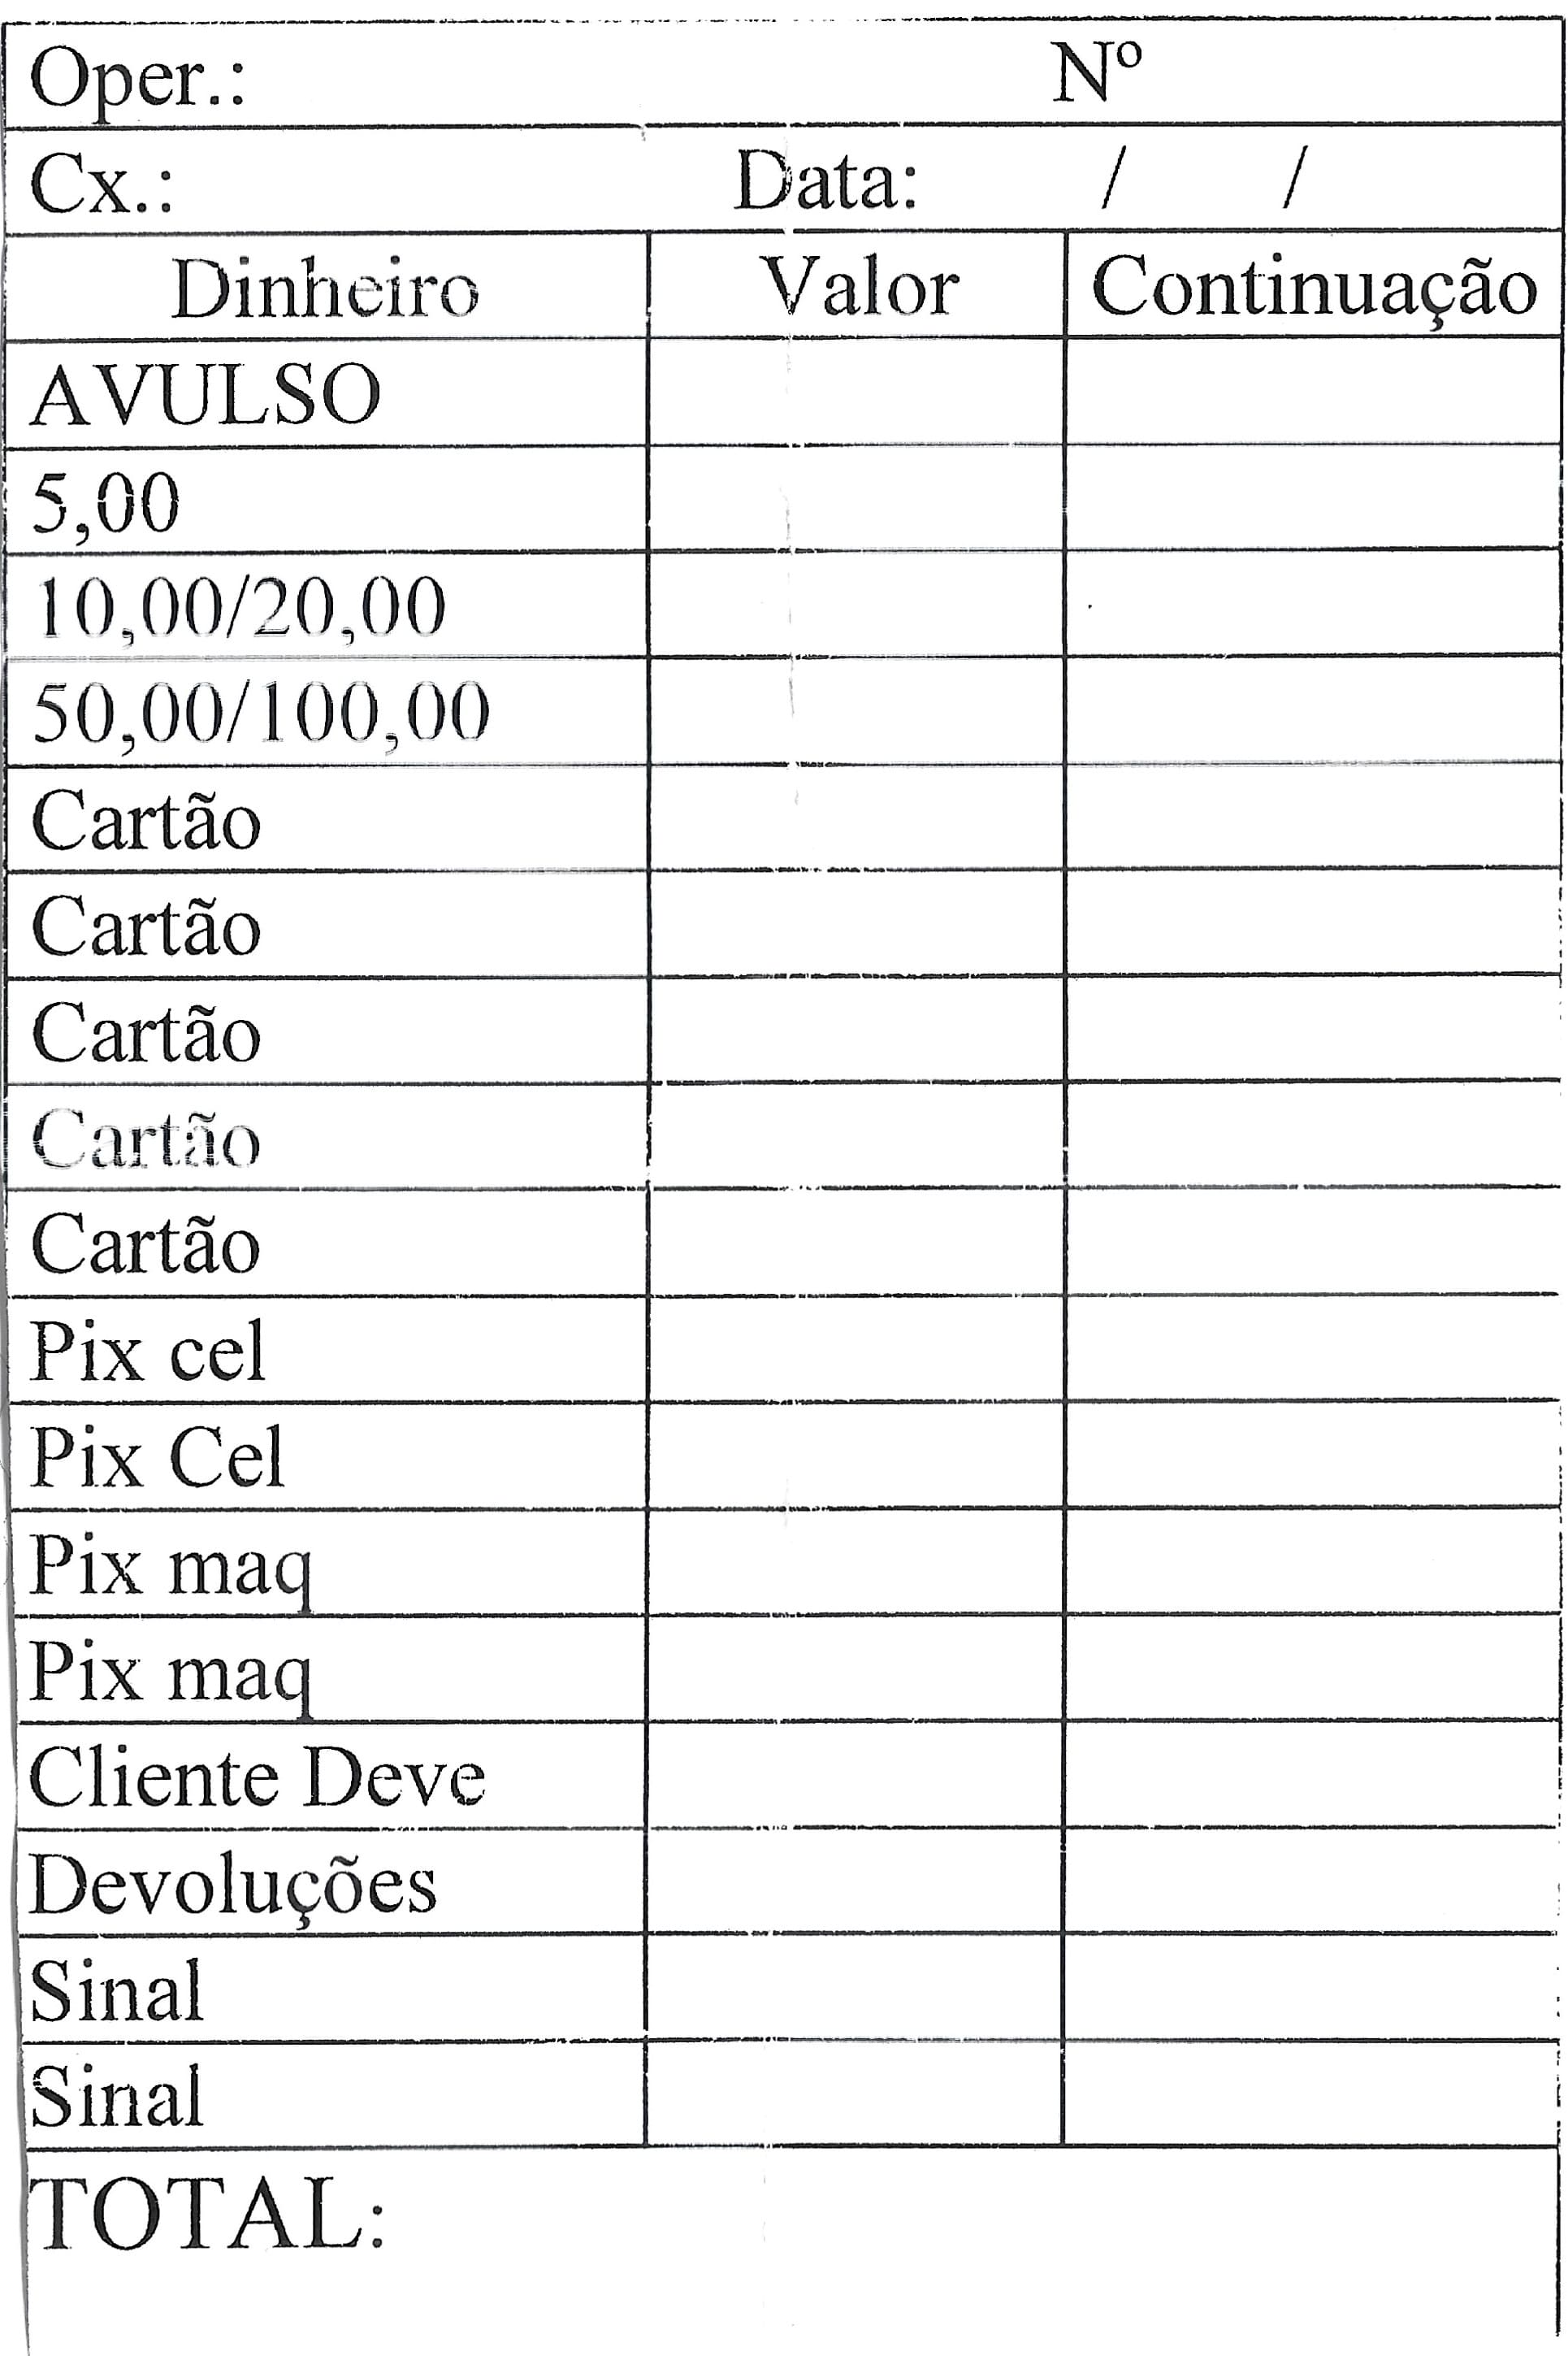 Oper.: Nº
Cx.: Data: / /
Dinheiro Valor Continuação
AVULSO
5,00
10,00/20,00
50,00/100,00
Cartão
Cartão
Cartão
Cartão
Cartão
Pix cel
Pix Cel
Pix maq
Pix maq
Cliente Deve
Devoluções
Sinal
Sinal
TOTAL: